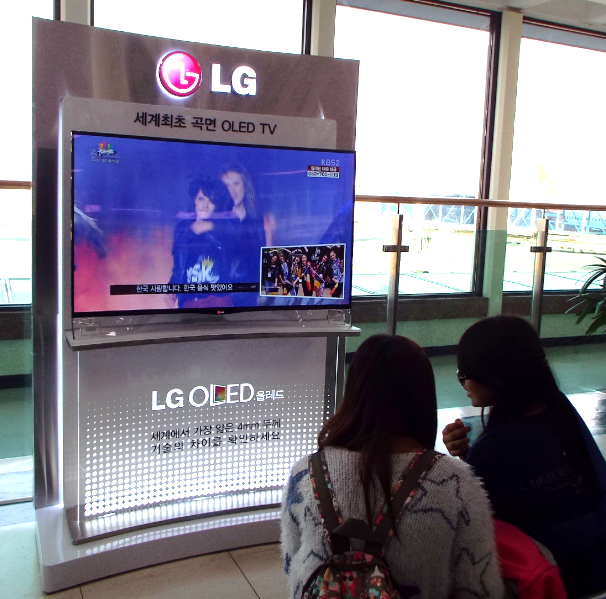 LG
세계최초 곡면 OLED TV
KBS2
한국 사랑합니다. 한국 음식 맛있어요
LG OLED 올레드
세계에서 가장 얇은 4mm 두께
기술의 차이를 확인하세요